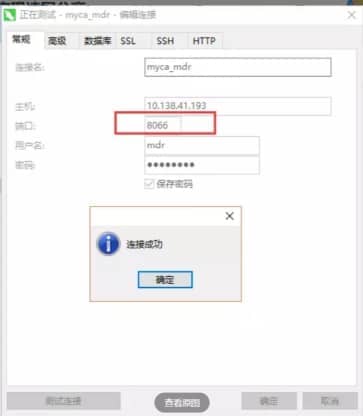 正在测试 - myca_mdr - 编辑连接
常规 高级 数据库 SSL SSH HTTP
连接名: myca_mdr
主机: 10.138.41.193
端口: 8066
用户名: mdr
密码: ●●●●●●●●
保存密码
连接成功
确定
测试连接 查看原图 确定 取消